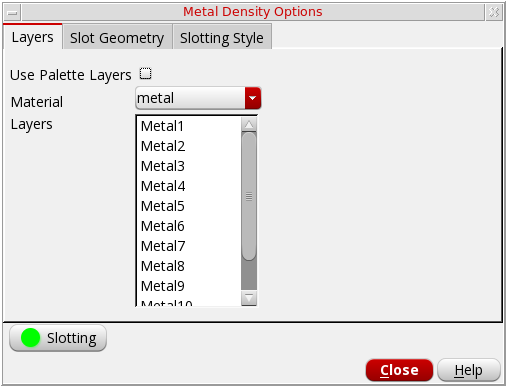 Metal Density Options
Layers Slot Geometry Slotting Style
Use Palette Layers
Material metal
Layers
Metal1
Metal2
Metal3
Metal4
Metal5
Metal6
Metal7
Metal8
Metal9
Metal10
Slotting
Close Help